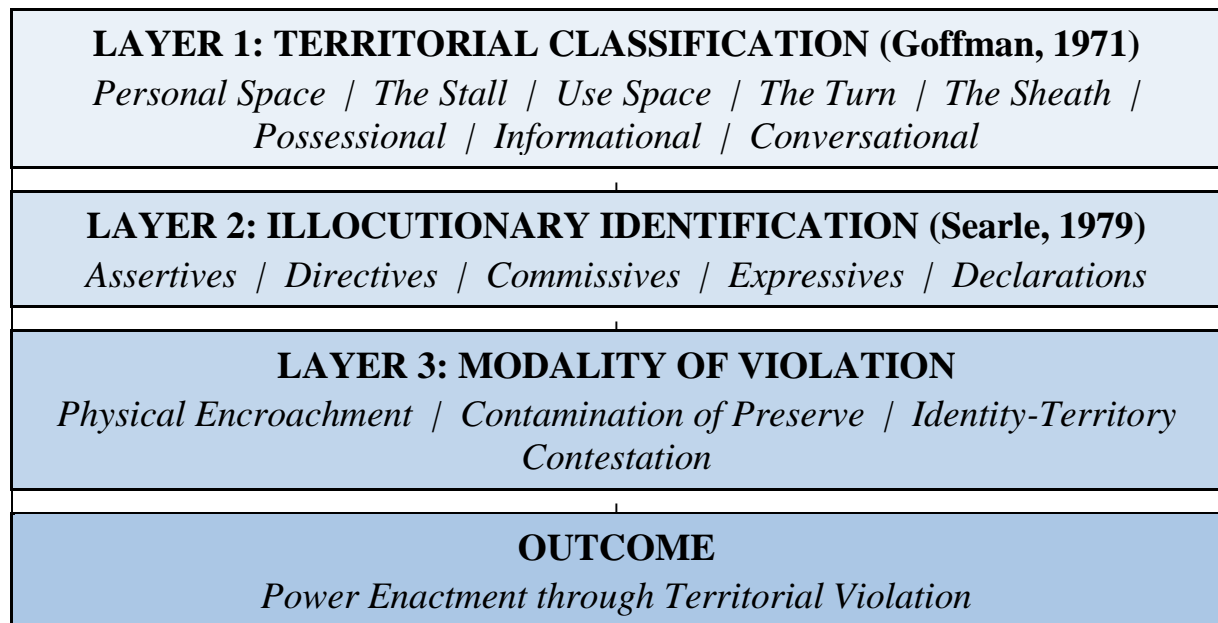 LAYER 1: TERRITORIAL CLASSIFICATION (Goffman, 1971)
Personal Space | The Stall | Use Space | The Turn | The Sheath |
Possessional | Informational | Conversational
LAYER 2: ILLOCUTIONARY IDENTIFICATION (Searle, 1979)
Assertives | Directives | Commissives | Expressives | Declarations
LAYER 3: MODALITY OF VIOLATION
Physical Encroachment | Contamination of Preserve | Identity-Territory
Contestation
OUTCOME
Power Enactment through Territorial Violation